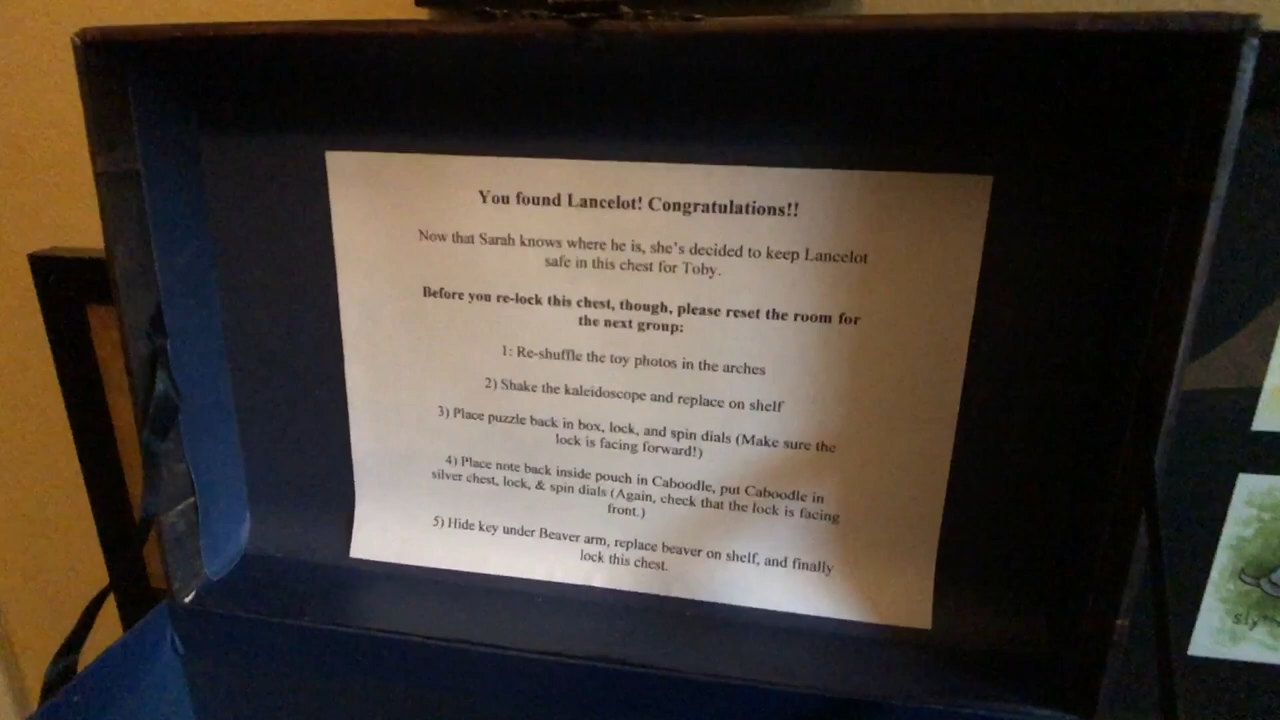 You found Lancelot! Congratulations!!
Now that Sarah knows where he is, she's decided to keep Lancelot
safe in this chest for Toby.
Before you re-lock this chest, though, please reset the room for
the next group:
1: Re-shuffle the toy photos in the arches
2) Shake the kaleidoscope and replace on shelf
3) Place puzzle back in box, lock, and spin dials (Make sure the
lock is facing forward!)
4) Place note back inside pouch in Caboodle, put Caboodle in
silver chest, lock, & spin dials (Again, check that the lock is facing
front.)
5) Hide key under Beaver arm, replace beaver on shelf, and finally
lock this chest.